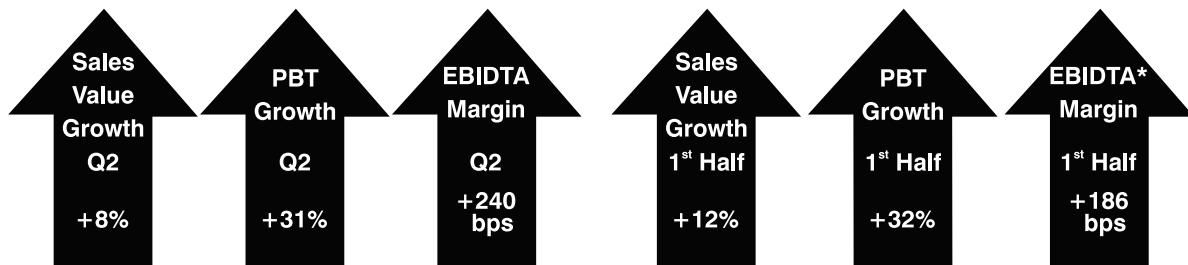 Sales
Value
Growth
Q2
+8%
PBT
Growth
Q2
+31%
EBIDTA
Margin
Q2
+240
bps
Sales
Value
Growth
1st Half
+12%
PBT
Growth
1st Half
+32%
EBIDTA*
Margin
1st Half
+186
bps